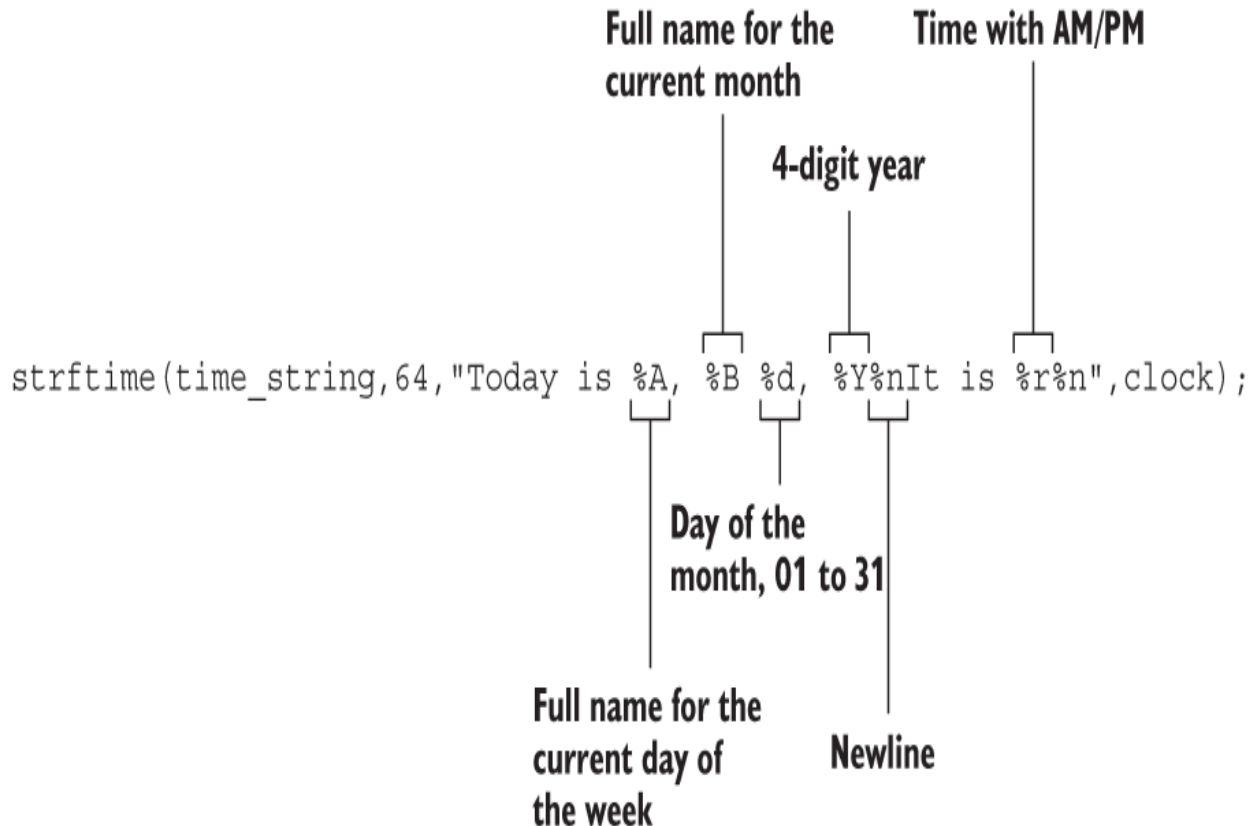 Full name for the
current month
Time with AM/PM
4-digit year
strftime(time_string,64,"Today is %A, %B %d, %Y%nIt is %r%n",clock);
Day of the
month, 01 to 31
Full name for the
current day of
the week
Newline